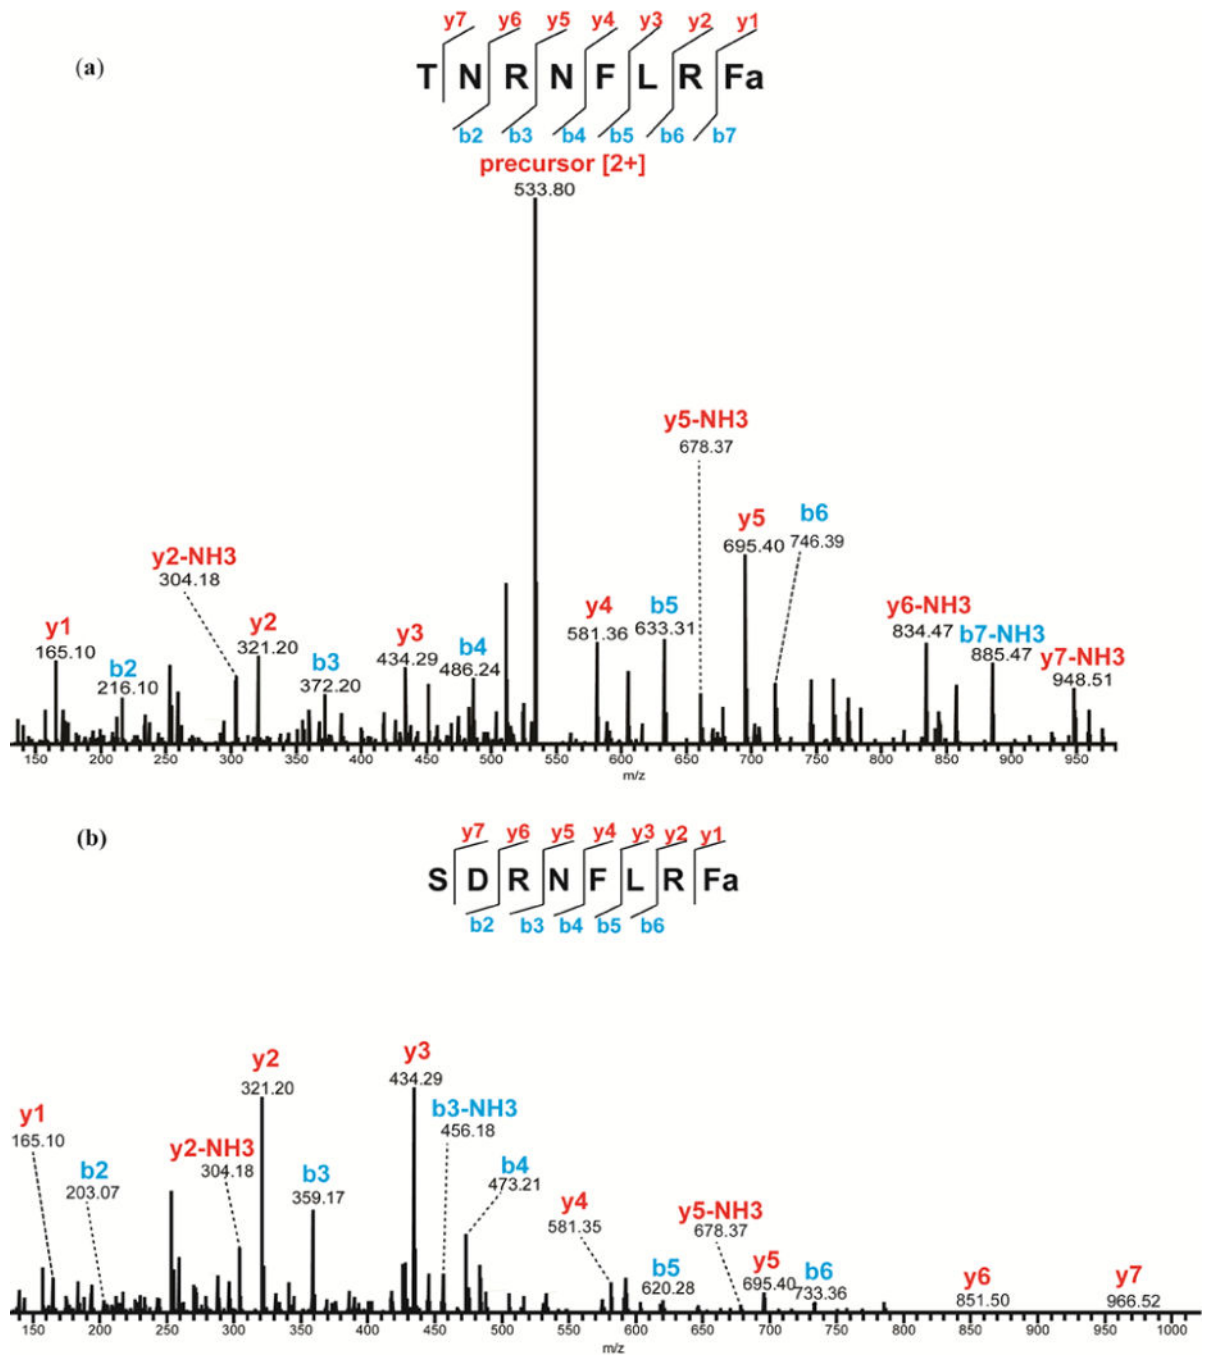 y7 y6 y5 y4 y3 y2 y1
(a)
T N R N F L R Fa
b2 b3 b4 b5 b6 b7
precursor [2+]
533.80
y5-NH3
678.37
y5
695.40
b6
746.39
y2-NH3
304.18
y1
165.10
b2
216.10
y2
321.20
b3
372.20
y3
434.29
b4
486.24
y4
581.36
b5
633.31
y6-NH3
834.47
b7-NH3
885.47
y7-NH3
948.51
150 200 250 300 350 400 450 500 550 600 650 700 750 800 850 900 950
m/z
(b)
y7 y6 y5 y4 y3 y2 y1
S D R N F L R Fa
b2 b3 b4 b5 b6
y2
321.20
y3
434.29
y1
165.10
b3-NH3
456.18
b2
203.07
y2-NH3
304.18
b3
359.17
b4
473.21
y4
581.35
y5-NH3
678.37
b5
620.28
y5
695.40
b6
733.36
y6
851.50
y7
966.52
150 200 250 300 350 400 450 500 550 600 650 700 750 800 850 900 950 1000
m/z